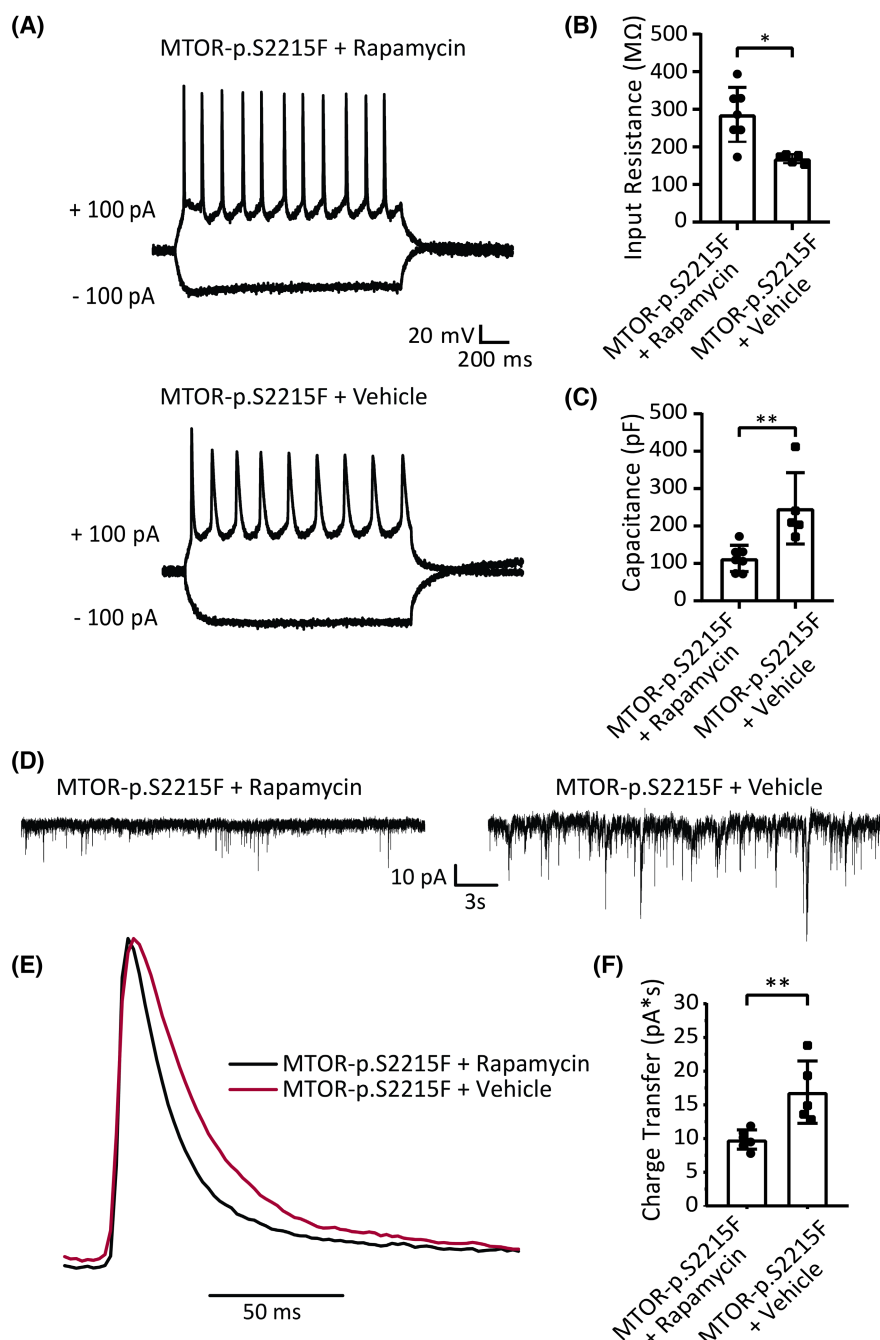 (A)
MTOR-p.S2215F + Rapamycin
+ 100 pA
- 100 pA
20 mV
200 ms
MTOR-p.S2215F + Vehicle
+ 100 pA
- 100 pA
(B)
Input Resistance (MΩ)
500
400
300
200
100
0
*
MTOR-p.S2215F
+ Rapamycin
MTOR-p.S2215F
+ Vehicle
(C)
Capacitance (pF)
500
400
300
200
100
0
**
MTOR-p.S2215F
+ Rapamycin
MTOR-p.S2215F
+ Vehicle
(D)
MTOR-p.S2215F + Rapamycin
MTOR-p.S2215F + Vehicle
10 pA
3s
(E)
MTOR-p.S2215F + Rapamycin
MTOR-p.S2215F + Vehicle
50 ms
(F)
Charge Transfer (pA*s)
30
25
20
15
10
5
0
**
MTOR-p.S2215F
+ Rapamycin
MTOR-p.S2215F
+ Vehicle